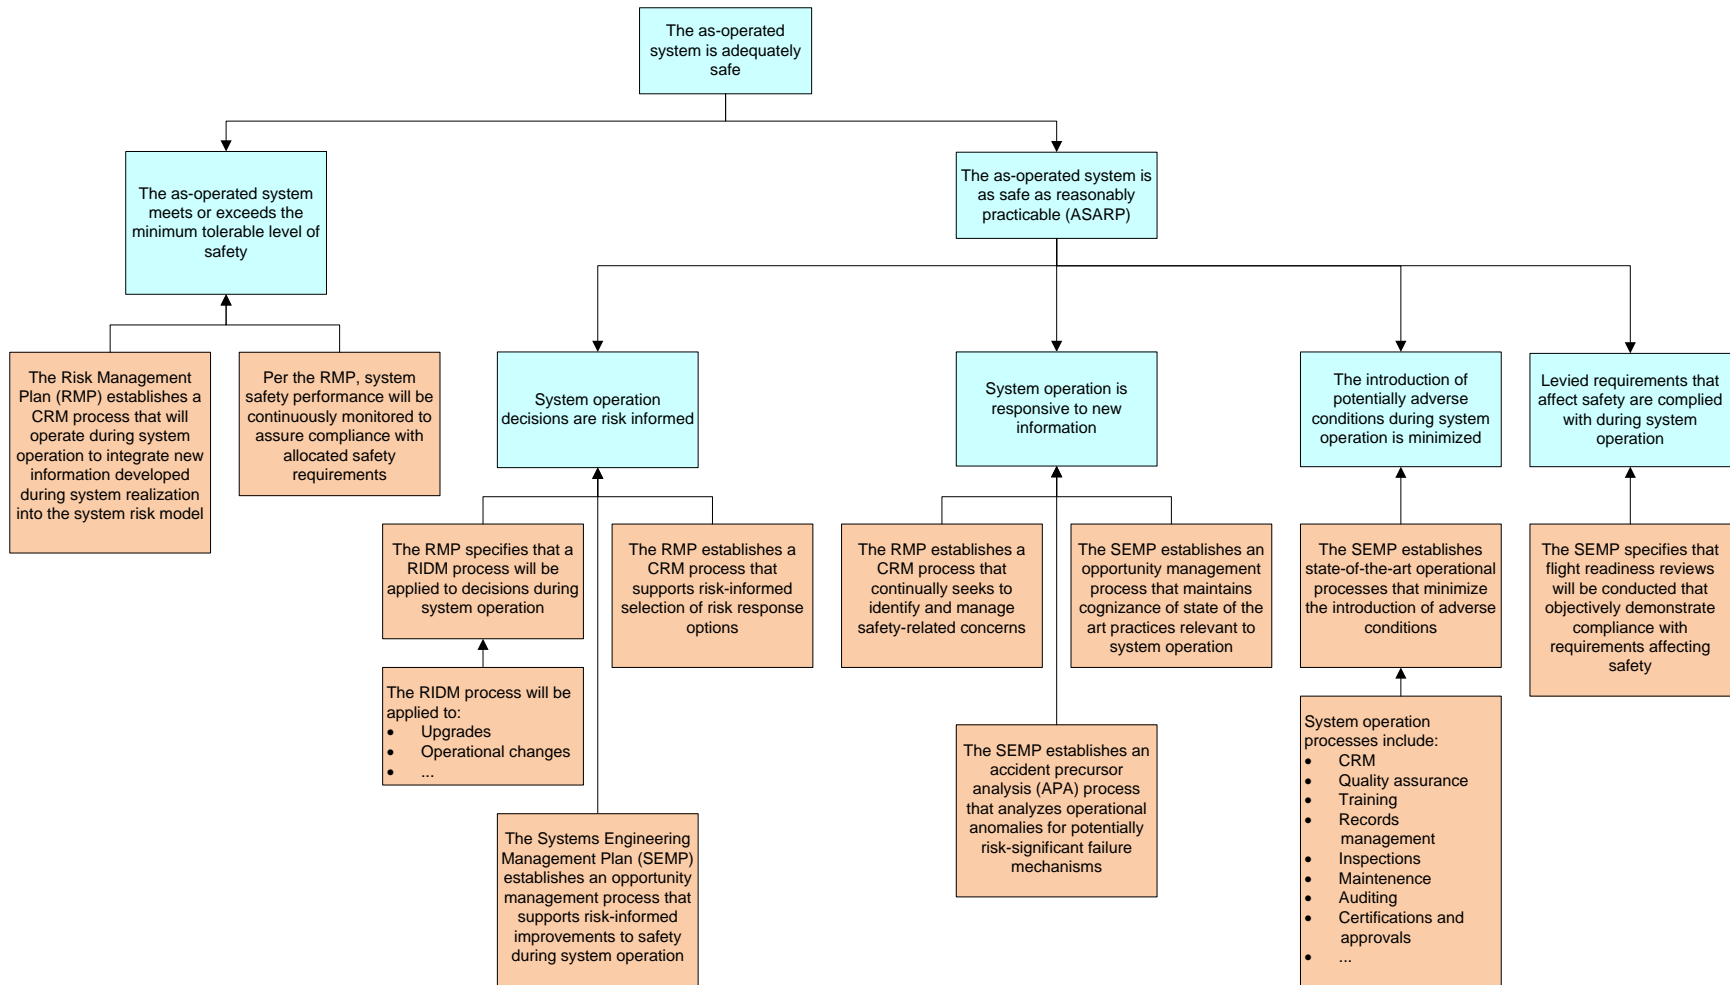 The as-operated
system is adequately
safe
The as-operated system
meets or exceeds the
minimum tolerable level of
safety
The as-operated system is
as safe as reasonably
practicable (ASARP)
The Risk Management
Plan (RMP) establishes a
CRM process that will
operate during system
operation to integrate new
information developed
during system realization
into the system risk model
Per the RMP, system
safety performance will be
continuously monitored to
assure compliance with
allocated safety
requirements
System operation
decisions are risk informed
System operation is
responsive to new
information
The introduction of
potentially adverse
conditions during system
operation is minimized
Levied requirements that
affect safety are complied
with during system
operation
The RMP specifies that a
RIDM process will be
applied to decisions during
system operation
The RMP establishes a
CRM process that
supports risk-informed
selection of risk response
options
The RMP establishes a
CRM process that
continually seeks to
identify and manage
safety-related concerns
The SEMP establishes an
opportunity management
process that maintains
cognizance of state of the
art practices relevant to
system operation
The SEMP establishes
state-of-the-art operational
processes that minimize
the introduction of adverse
conditions
The SEMP specifies that
flight readiness reviews
will be conducted that
objectively demonstrate
compliance with
requirements affecting
safety
The RIDM process will be
applied to:
• Upgrades
• Operational changes
• ...
The SEMP establishes an
accident precursor
analysis (APA) process
that analyzes operational
anomalies for potentially
risk-significant failure
mechanisms
System operation
processes include:
• CRM
• Quality assurance
• Training
• Records
management
• Inspections
• Maintenence
• Auditing
• Certifications and
approvals
• ...
The Systems Engineering
Management Plan (SEMP)
establishes an opportunity
management process that
supports risk-informed
improvements to safety
during system operation